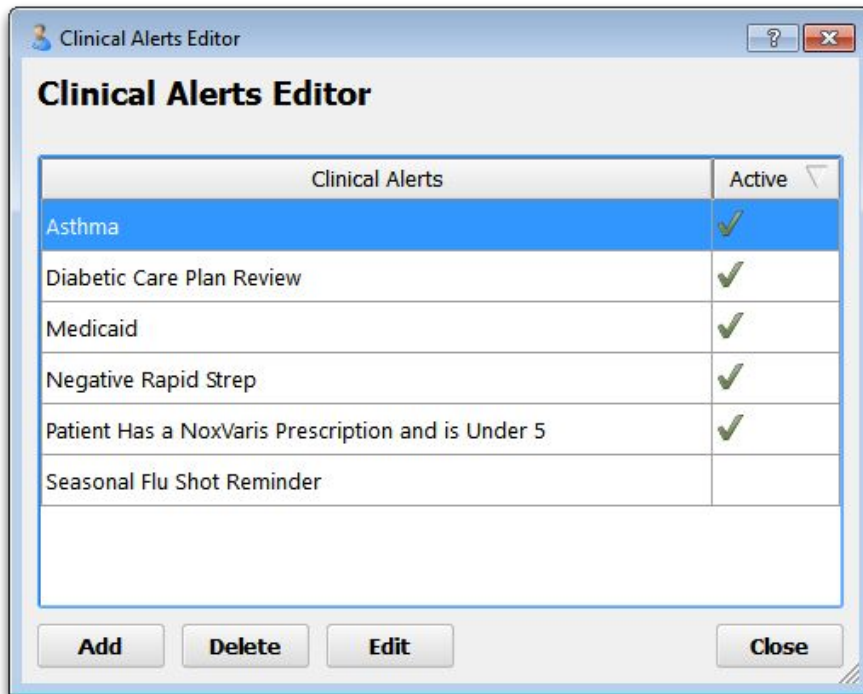 Clinical Alerts Editor
Clinical Alerts Editor
Clinical Alerts Active
Asthma
Diabetic Care Plan Review
Medicaid
Negative Rapid Strep
Patient Has a NoxVaris Prescription and is Under 5
Seasonal Flu Shot Reminder
Add Delete Edit Close